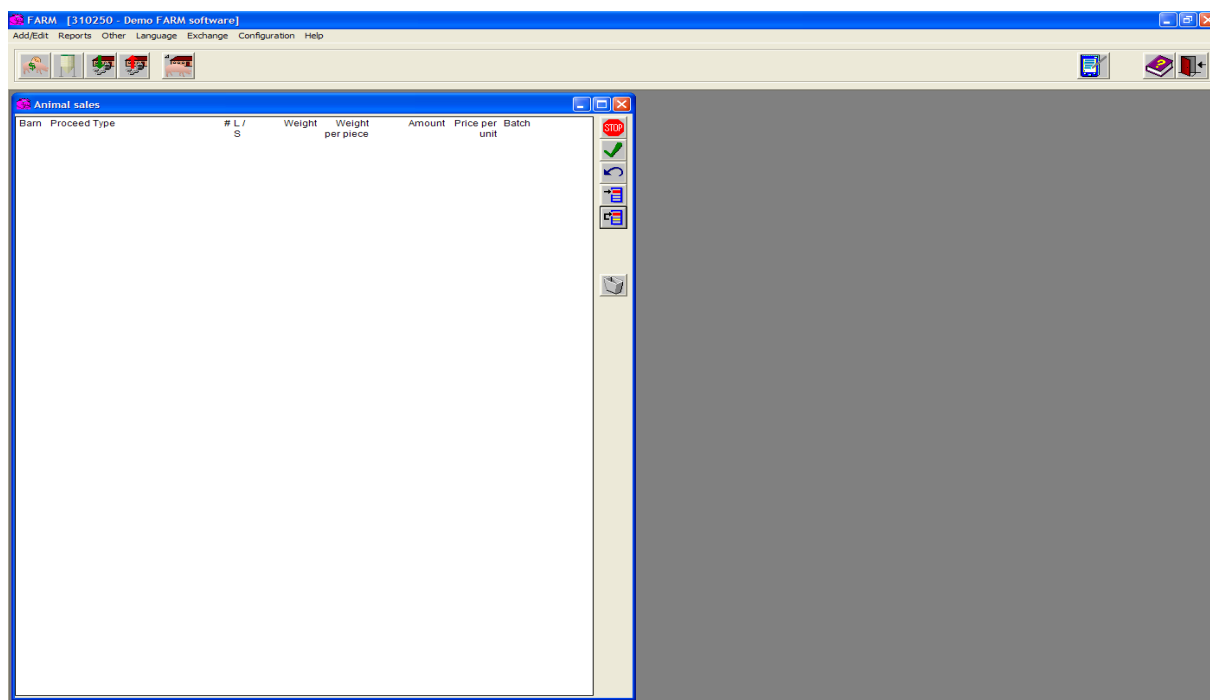 FARM [310250 - Demo FARM software]
Add/Edit Reports Other Language Exchange Configuration Help
Animal sales
Barn Proceed Type # L / Weight Weight Amount Price per Batch
S per piece unit
STOP